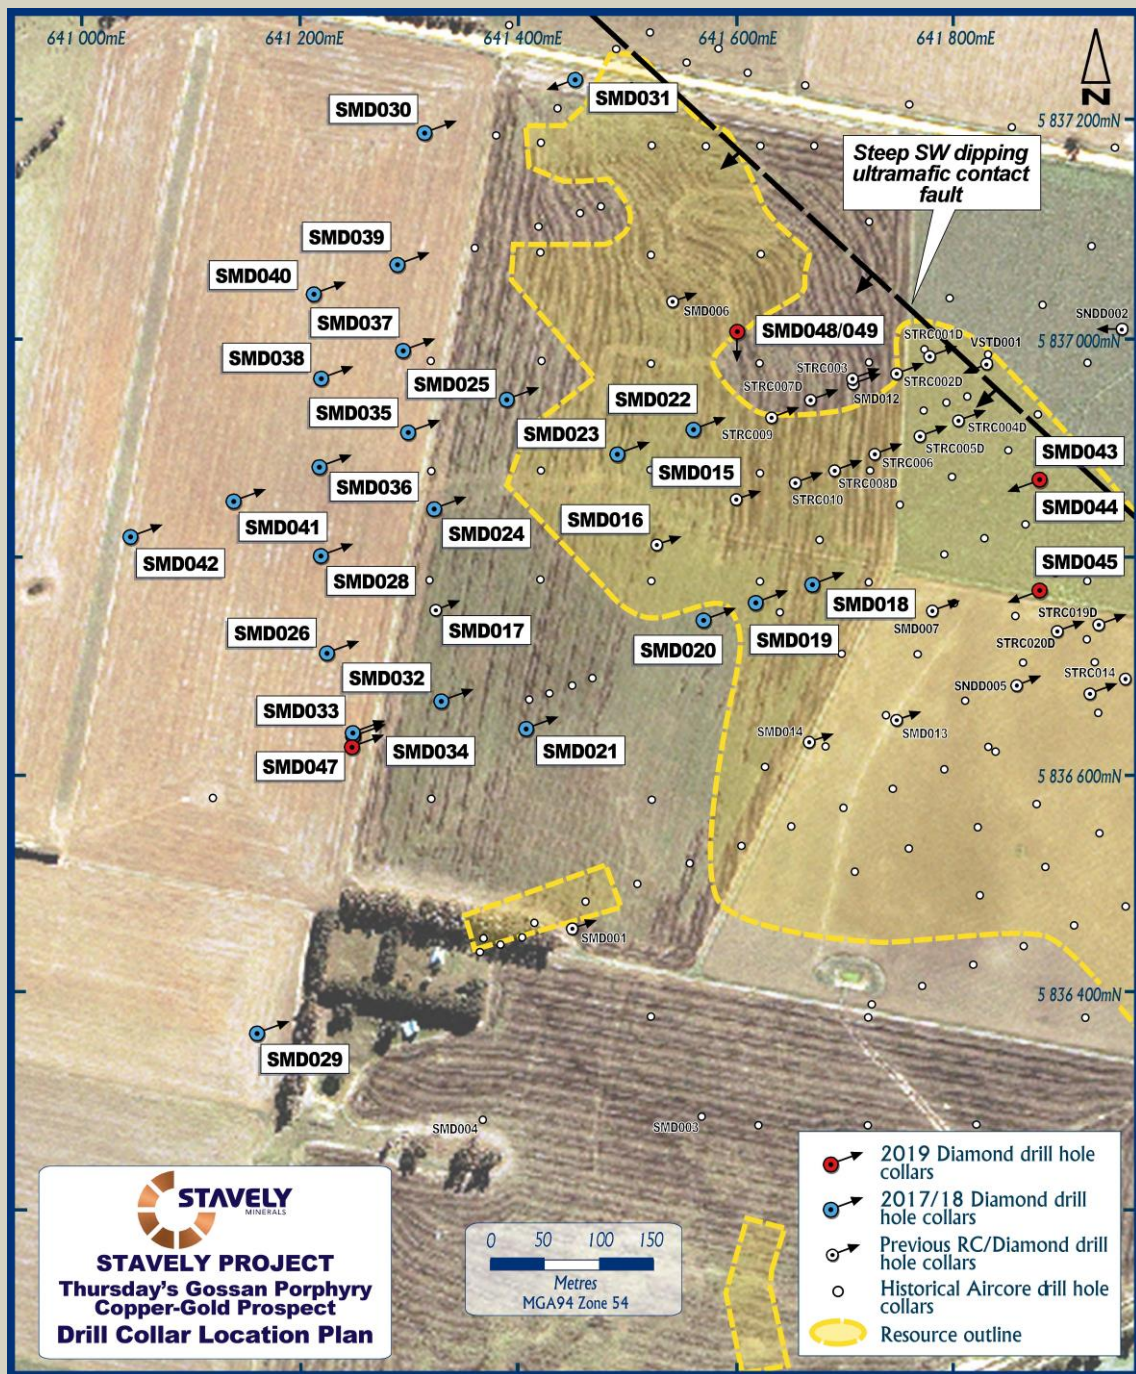 641 000mE
641 200mE
641 400mE
641 600mE
641 800mE
N
SMD031
SMD030
5 837 200mN
Steep SW dipping
ultramafic contact
fault
SMD039
SMD040
SMD006
SNDD002
SMD037
SMD048/049
STRC001D
5 837 000mN
VSTD001
SMD038
SMD025
STRC003
STRC007D
STRC002D
SMD012
SMD022
SMD035
SMD023
STRC009
STRC004D
STRC005D
SMD043
SMD015
STRC006
SMD036
STRC008D
STRC010
SMD044
SMD016
SMD041
SMD024
SMD042
SMD045
SMD028
SMD018
STRC019D
SMD026
SMD017
SMD019
SMD007
SMD020
STRC020D
SMD032
STRC014
SNDD005
SMD033
SMD034
SMD021
SMD014
SMD013
SMD047
5 836 600mN
SMD001
5 836 400mN
SMD029
SMD004
SMD003
STAVELY
MINERALS
STAVELY PROJECT
Thursday's Gossan Porphyry
Copper-Gold Prospect
Drill Collar Location Plan
0 50 100 150
Metres
MGA94 Zone 54
2019 Diamond drill hole
collars
2017/18 Diamond drill
hole collars
Previous RC/Diamond drill
hole collars
Historical Aircore drill hole
collars
Resource outline